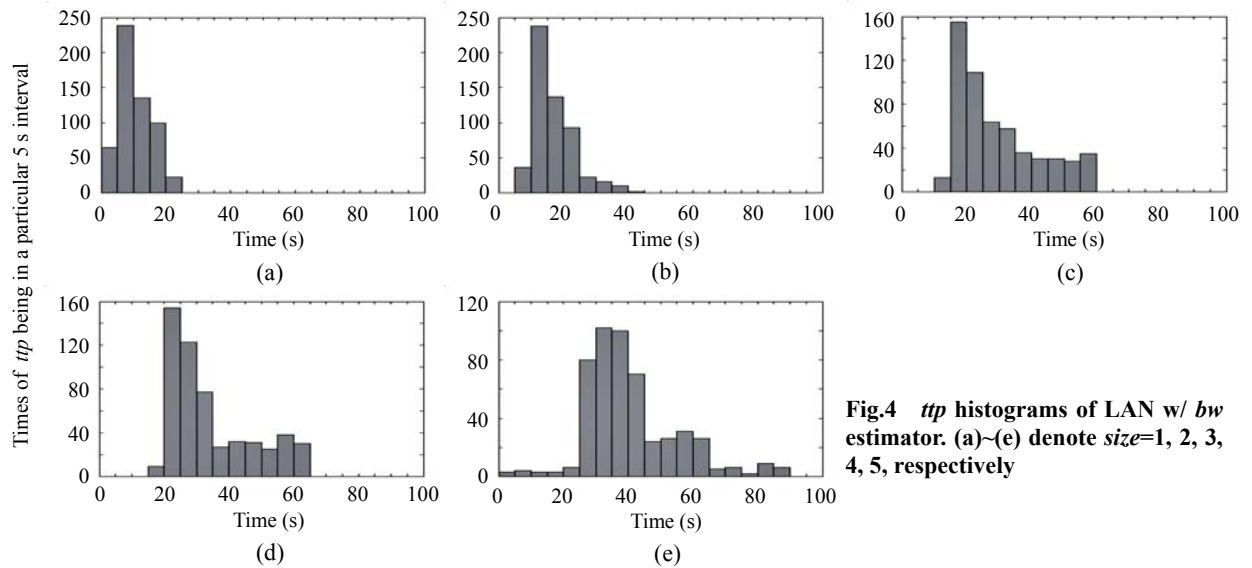 Times of ttp being in a particular 5 s interval
250
200
150
100
50
0
0 20 40 60 80 100
Time (s)
(a)
250
200
150
100
50
0
0 20 40 60 80 100
Time (s)
(b)
160
120
80
40
0
0 20 40 60 80 100
Time (s)
(c)
160
120
80
40
0
0 20 40 60 80 100
Time (s)
(d)
120
80
40
0
0 20 40 60 80 100
Time (s)
(e)
Fig.4 ttp histograms of LAN w/ bw
estimator. (a)~(e) denote size=1, 2, 3,
4, 5, respectively